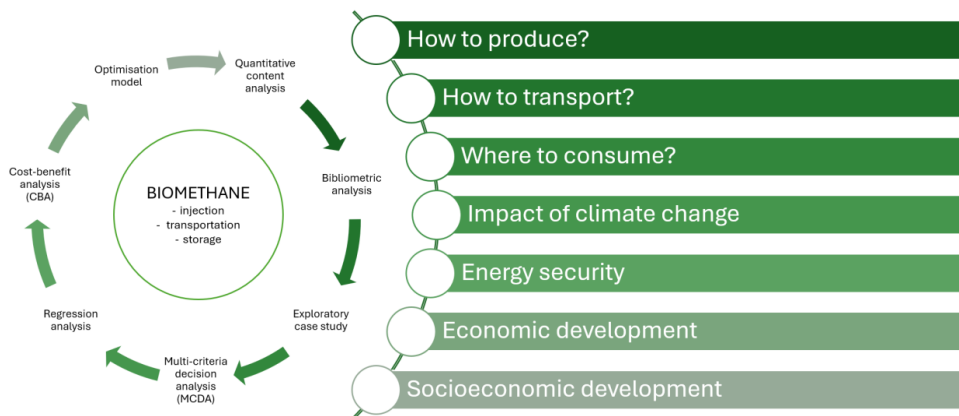 Optimisation
model
Quantitative
content
analysis
Bibliometric
analysis
Exploratory
case study
Multi-criteria
decision
analysis
(MCDA)
Regression
analysis
Cost-benefit
analysis
(CBA)
BIOMETHANE
- injection
- transportation
- storage
How to produce?
How to transport?
Where to consume?
Impact of climate change
Energy security
Economic development
Socioeconomic development